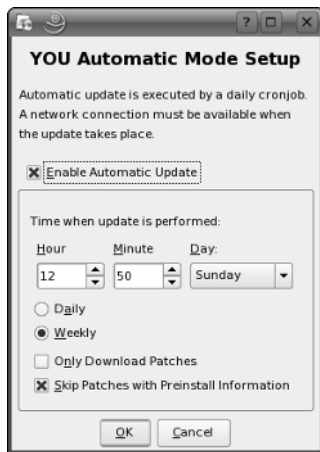 YOU Automatic Mode Setup
Automatic update is executed by a daily cronjob.
A network connection must be available when
the update takes place.
Enable Automatic Update
Time when update is performed:
Hour Minute Day:
12 50 Sunday
Daily
Weekly
Only Download Patches
Skip Patches with Preinstall Information
OK Cancel